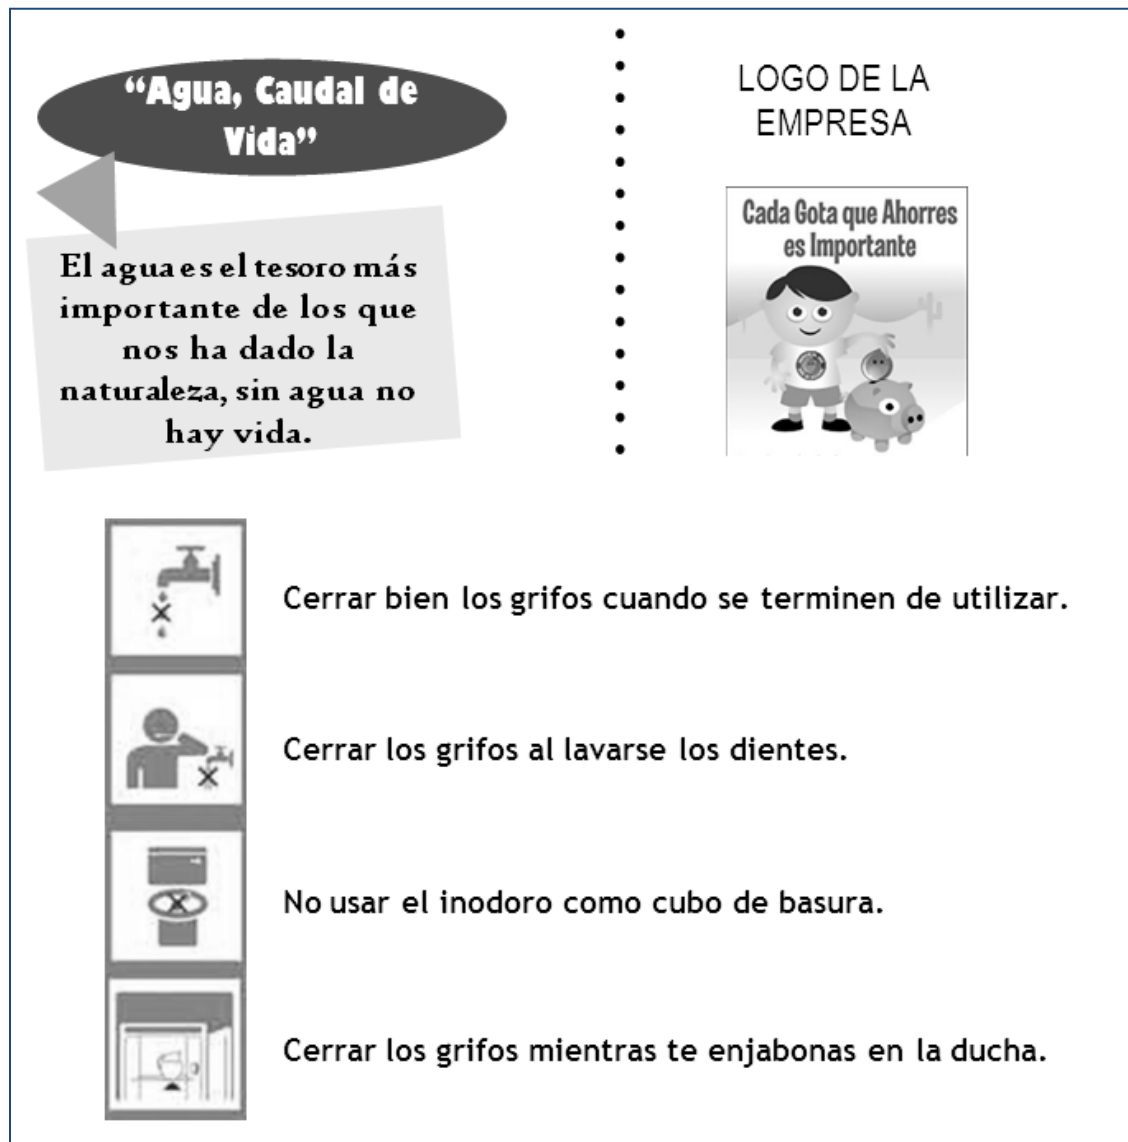 “Agua, Caudal de
Vida”
El agua es el tesoro más
importante de los que
nos ha dado la
naturaleza, sin agua no
hay vida.
LOGO DE LA
EMPRESA
Cada Gota que Ahorres
es Importante
Cerrar bien los grifos cuando se terminen de utilizar.
Cerrar los grifos al lavarse los dientes.
No usar el inodoro como cubo de basura.
Cerrar los grifos mientras te enjabonas en la ducha.